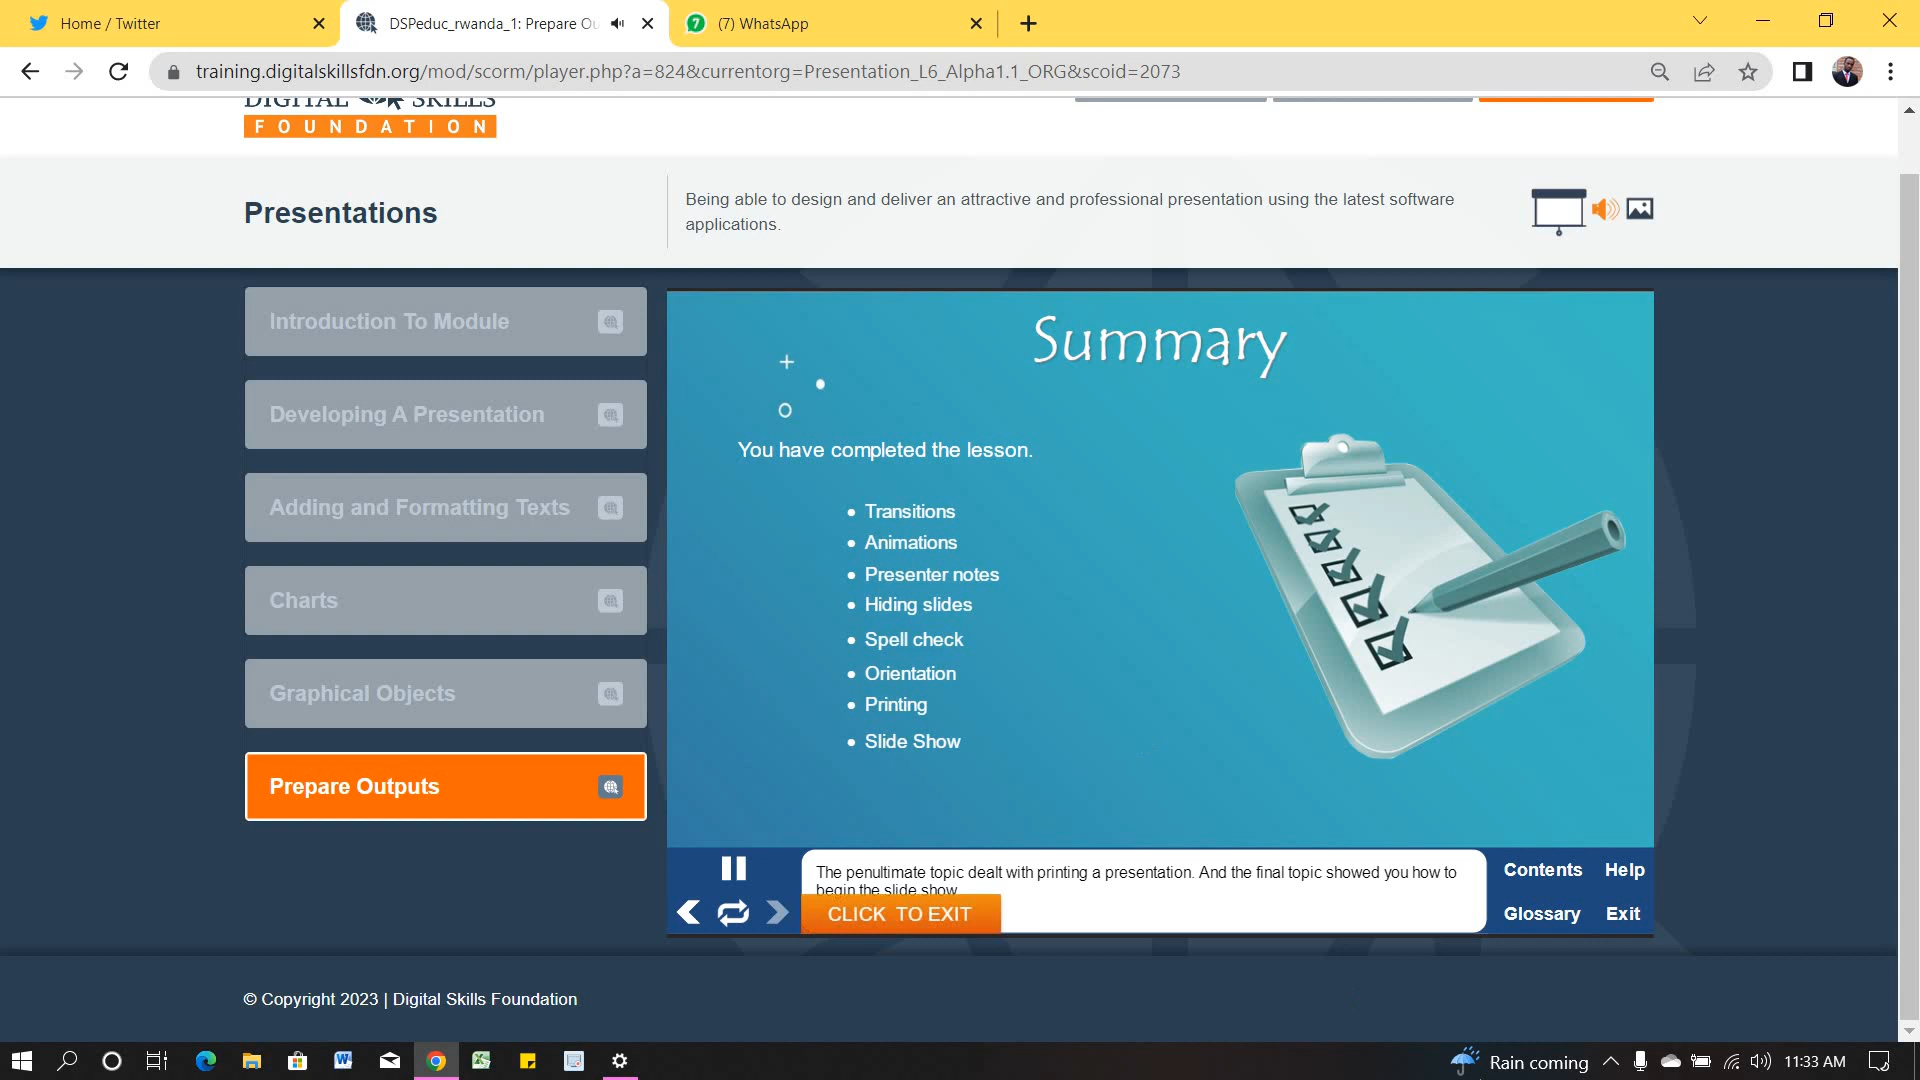 Home / Twitter
DSPeduc_rwanda_1: Prepare Ou
7
(7) WhatsApp
training.digitalskillsfdn.org/mod/scorm/player.php?a=824&currentorg=Presentation_L6_Alpha1.1_ORG&scoid=2073
DIGITAL SKILLS
FOUNDATION
Presentations
Being able to design and deliver an attractive and professional presentation using the latest software
applications.
Introduction To Module
Developing A Presentation
Adding and Formatting Texts
Charts
Graphical Objects
Prepare Outputs
Summary
You have completed the lesson.
• Transitions
• Animations
• Presenter notes
• Hiding slides
• Spell check
• Orientation
• Printing
• Slide Show
The penultimate topic dealt with printing a presentation. And the final topic showed you how to
begin the slide show
CLICK TO EXIT
Contents Help
Glossary Exit
© Copyright 2023 | Digital Skills Foundation
Rain coming
11:33 AM